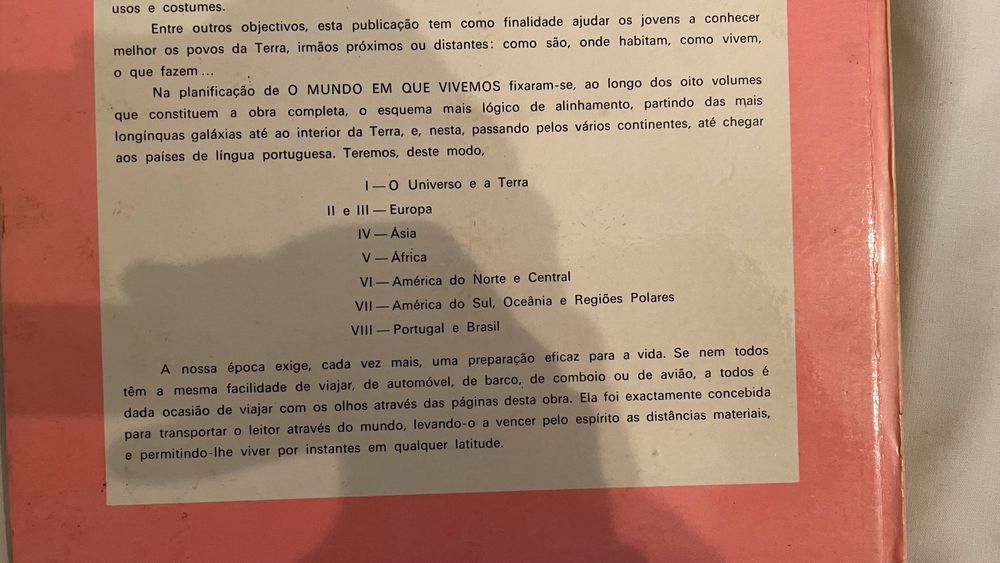 usos e costumes.
Entre outros objectivos, esta publicação tem como finalidade ajudar os jovens a conhecer
melhor os povos da Terra, irmãos próximos ou distantes: como são, onde habitam, como vivem,
o que fazem ...
Na planificação de O MUNDO EM QUE VIVEMOS fixaram-se, ao longo dos oito volumes
que constituem a obra completa, o esquema mais lógico de alinhamento, partindo das mais
longínquas galáxias até ao interior da Terra, e, nesta, passando pelos vários continentes, até chegar
aos países de língua portuguesa. Teremos, deste modo,
I — O Universo e a Terra
II e III — Europa
IV — Ásia
V — África
VI — América do Norte e Central
VII — América do Sul, Oceânia e Regiões Polares
VIII — Portugal e Brasil
A nossa época exige, cada vez mais, uma preparação eficaz para a vida. Se nem todos
têm a mesma facilidade de viajar, de automóvel, de barco, de comboio ou de avião, a todos é
dada ocasião de viajar com os olhos através das páginas desta obra. Ela foi exactamente concebida
para transportar o leitor através do mundo, levando-o a vencer pelo espírito as distâncias materiais,
e permitindo-lhe viver por instantes em qualquer latitude.